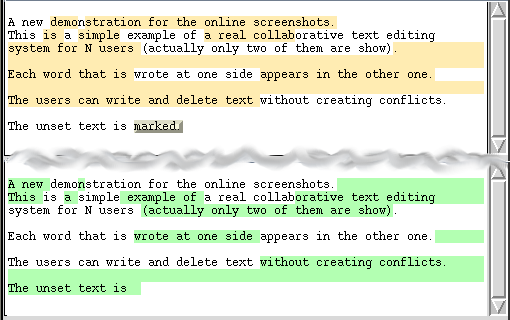 A new demonstration for the online screenshots.
This is a simple example of a real collaborative text editing
system for N users (actually only two of them are show).
Each word that is wrote at one side appears in the other one.
The users can write and delete text without creating conflicts.
The unset text is marked.
A new demonstration for the online screenshots.
This is a simple example of a real collaborative text editing
system for N users (actually only two of them are show).
Each word that is wrote at one side appears in the other one.
The users can write and delete text without creating conflicts.
The unset text is